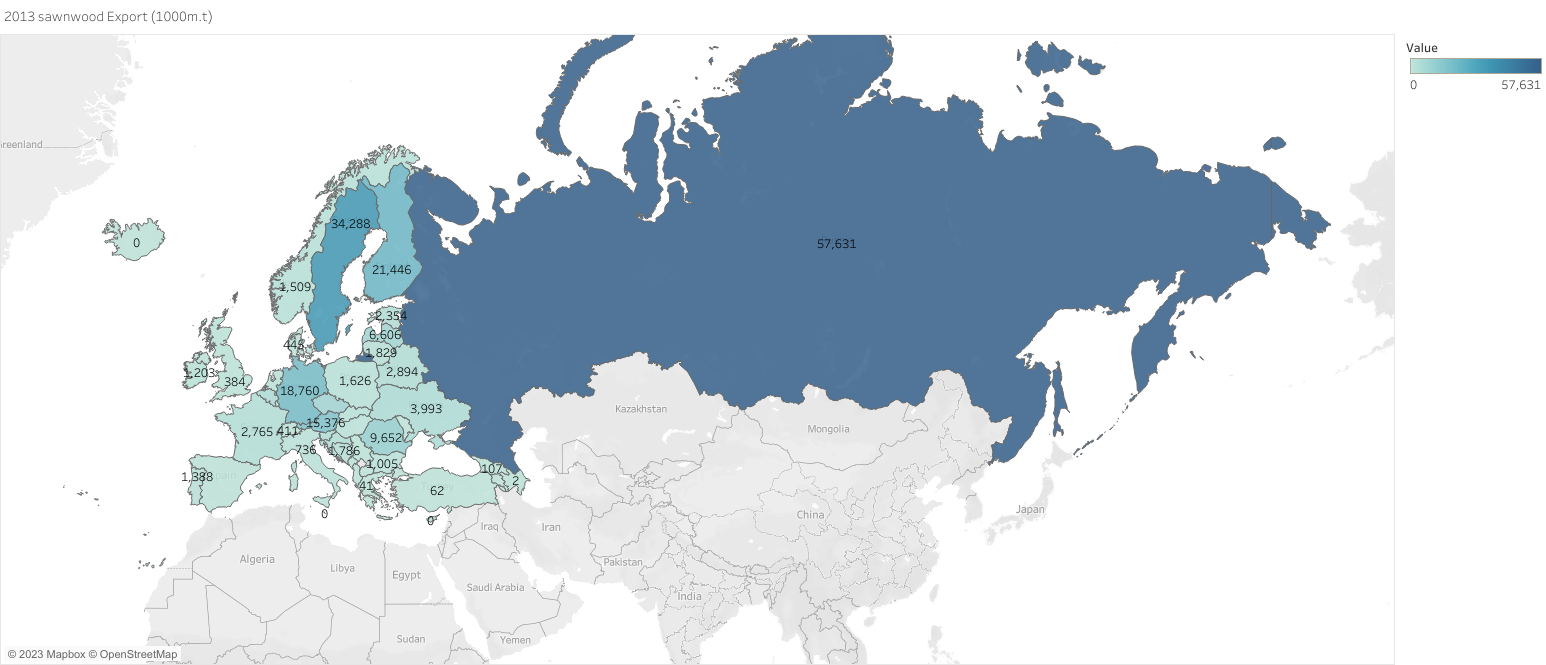 2013 sawnwood Export (1000m.t)
Value
0
57,631
reenland
0
34,288
57,631
21,446
1,509
2,354
6,606
443
1,829
1,203
384
2,894
1,626
18,760
3,993
15,376
2,765
411
9,652
736
1,786
1,005
107
1,388
2
41
62
0
0
Kazakhstan
Mongolia
China
Japan
Iraq
Iran
Algeria
Libya
Egypt
Pakistan
Saudi Arabia
India
Sudan
Yemen
© 2023 Mapbox © OpenStreetMap